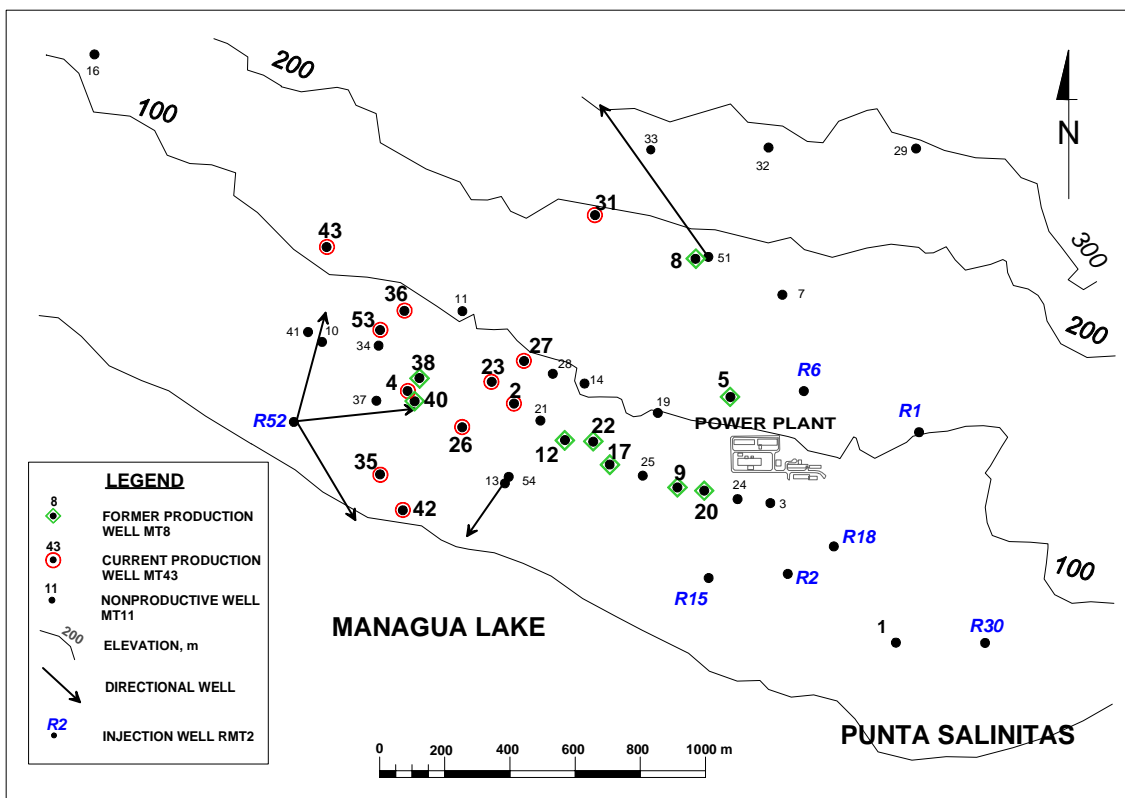 16
200
100
33
32
29
N
31
43
8
51
300
7
36
11
200
53
41
10
34
27
38
23
28
14
4
2
5
R6
37
40
19
R1
R52
21
POWER PLANT
26
12
22
17
35
25
9
13
54
24
3
20
42
R18
R15
R2
100
1
R30
MANAGUA LAKE
PUNTA SALINITAS
LEGEND
8
FORMER PRODUCTION
WELL MT8
43
CURRENT PRODUCTION
WELL MT43
11
NONPRODUCTIVE WELL
MT11
200
ELEVATION, m
DIRECTIONAL WELL
R2
INJECTION WELL RMT2
0 200 400 600 1000 m